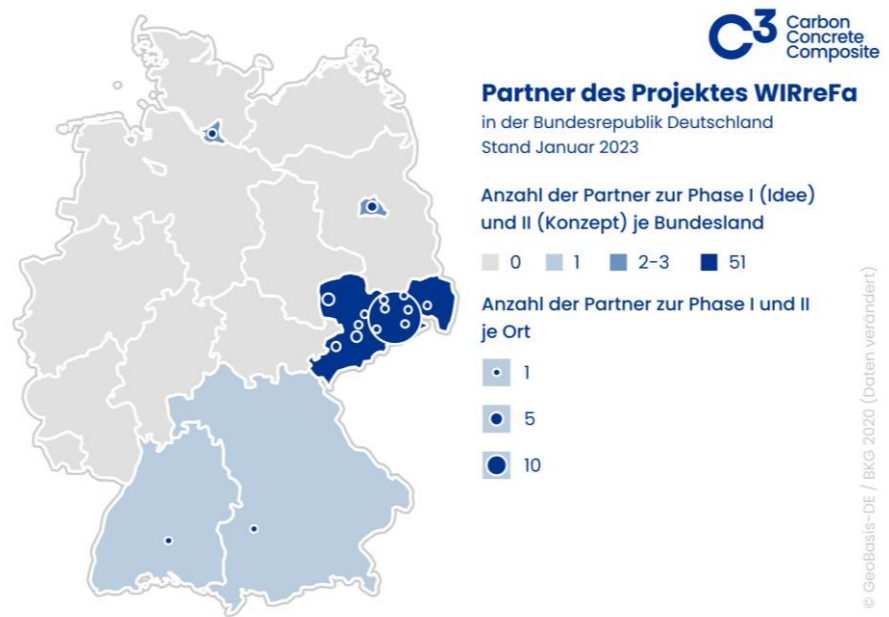 C³ Carbon
Concrete
Composite
Partner des Projektes WIRreFa
in der Bundesrepublik Deutschland
Stand Januar 2023
Anzahl der Partner zur Phase I (Idee)
und II (Konzept) je Bundesland
0 1 2-3 51
Anzahl der Partner zur Phase I und II
je Ort
1
5
10
© GeoBasis-DE / BKG 2020 (Daten verändert)